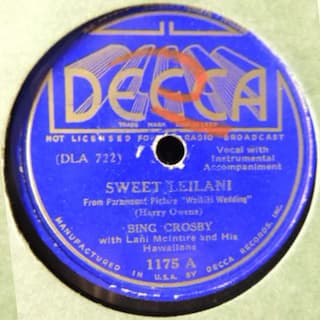 DECCA
TRADE MARK REGISTERED
NOT LICENSED FOR RADIO BROADCAST
(DLA 722)
Vocal with
Instrumental
Accompaniment
SWEET LEILANI
From Paramount Picture "Waikiki Wedding"
(Harry Owens)
BING CROSBY
with Lani McIntire and His
Hawaiians
1175 A
MANUFACTURED IN U.S.A. BY DECCA RECORDS, INC.